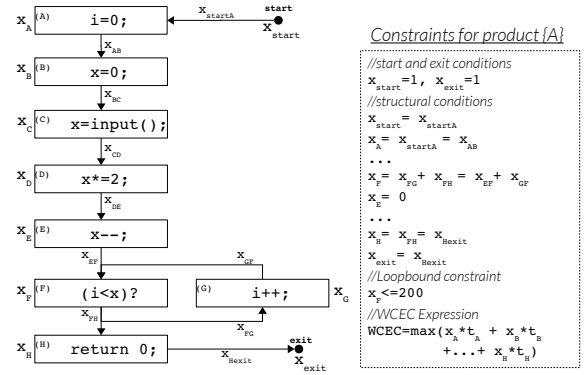 x_startA
start
x_start
x_A (A) i=0;
x_AB
x_B (B) x=0;
x_BC
x_C (C) x=input();
x_CD
x_D (D) x*=2;
x_DE
x_E (E) x--;
x_EF x_GF
x_F (F) (i<x)? (G) i++; x_G
x_FH x_FG
x_H (H) return 0; x_Hexit exit
x_exit
Constraints for product {A}
//start and exit conditions
x_start=1, x_exit=1
//structural conditions
x_start= x_startA
x_A= x_startA = x_AB
...
x_F= x_FG+ x_FH = x_EF+ x_GF
x_E= 0
...
x_H= x_FH= x_Hexit
x_exit= x_Hexit
//Loopbound constraint
x_F<=200
//WCEC Expression
WCEC=max(x_A*t_A + x_B*t_B
+...+ x_H*t_H)